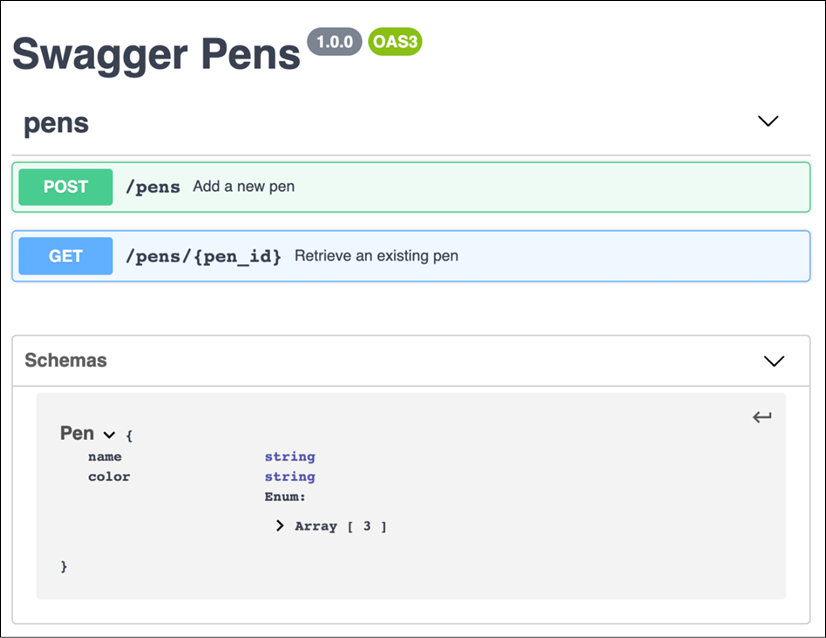 Swagger Pens 1.0.0 OAS3
pens
POST /pens Add a new pen
GET /pens/{pen_id} Retrieve an existing pen
Schemas
Pen {
name string
color string
Enum:
Array [ 3 ]
}